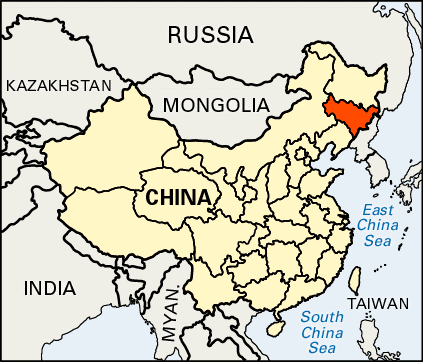 RUSSIA
KAZAKHSTAN
MONGOLIA
CHINA
East
China
Sea
INDIA
MYAN.
TAIWAN
South
China
Sea